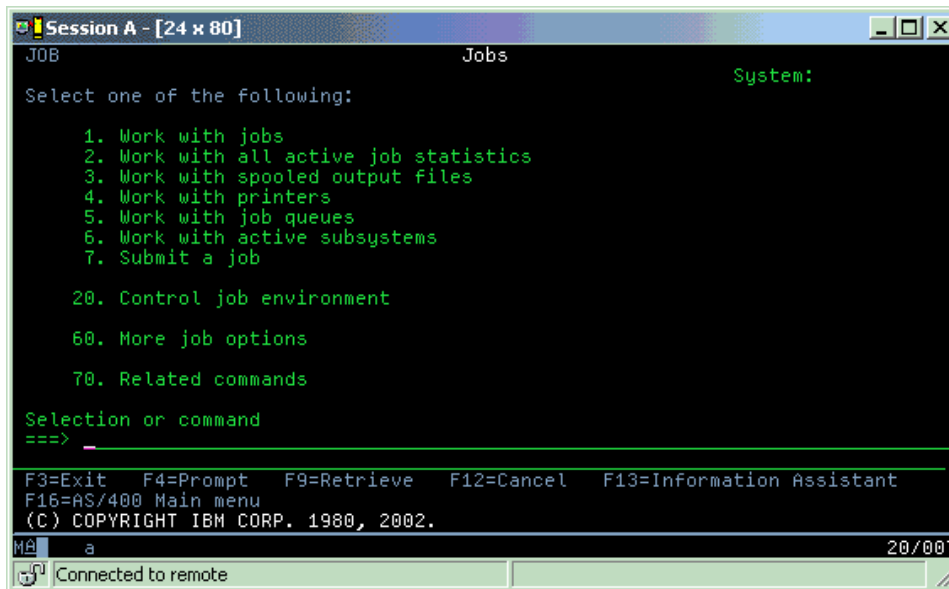 Session A - [24 x 80]
JOB Jobs
System:
Select one of the following:
1. Work with jobs
2. Work with all active job statistics
3. Work with spooled output files
4. Work with printers
5. Work with job queues
6. Work with active subsystems
7. Submit a job
20. Control job environment
60. More job options
70. Related commands
Selection or command
===>
F3=Exit F4=Prompt F9=Retrieve F12=Cancel F13=Information Assistant
F16=AS/400 Main menu
(C) COPYRIGHT IBM CORP. 1980, 2002.
MA a
Connected to remote